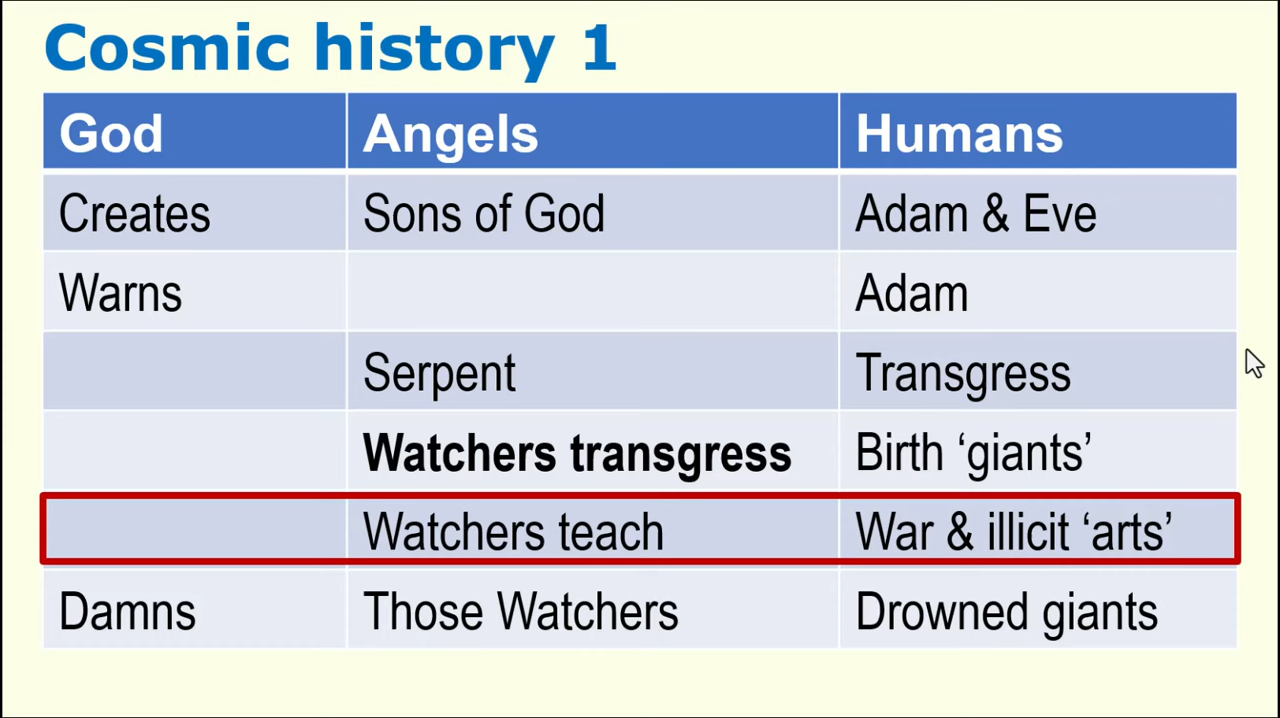 Cosmic history 1
God Angels Humans
Creates Sons of God Adam & Eve
Warns Adam
Serpent Transgress
Watchers transgress Birth ‘giants’
Watchers teach War & illicit ‘arts’
Damns Those Watchers Drowned giants